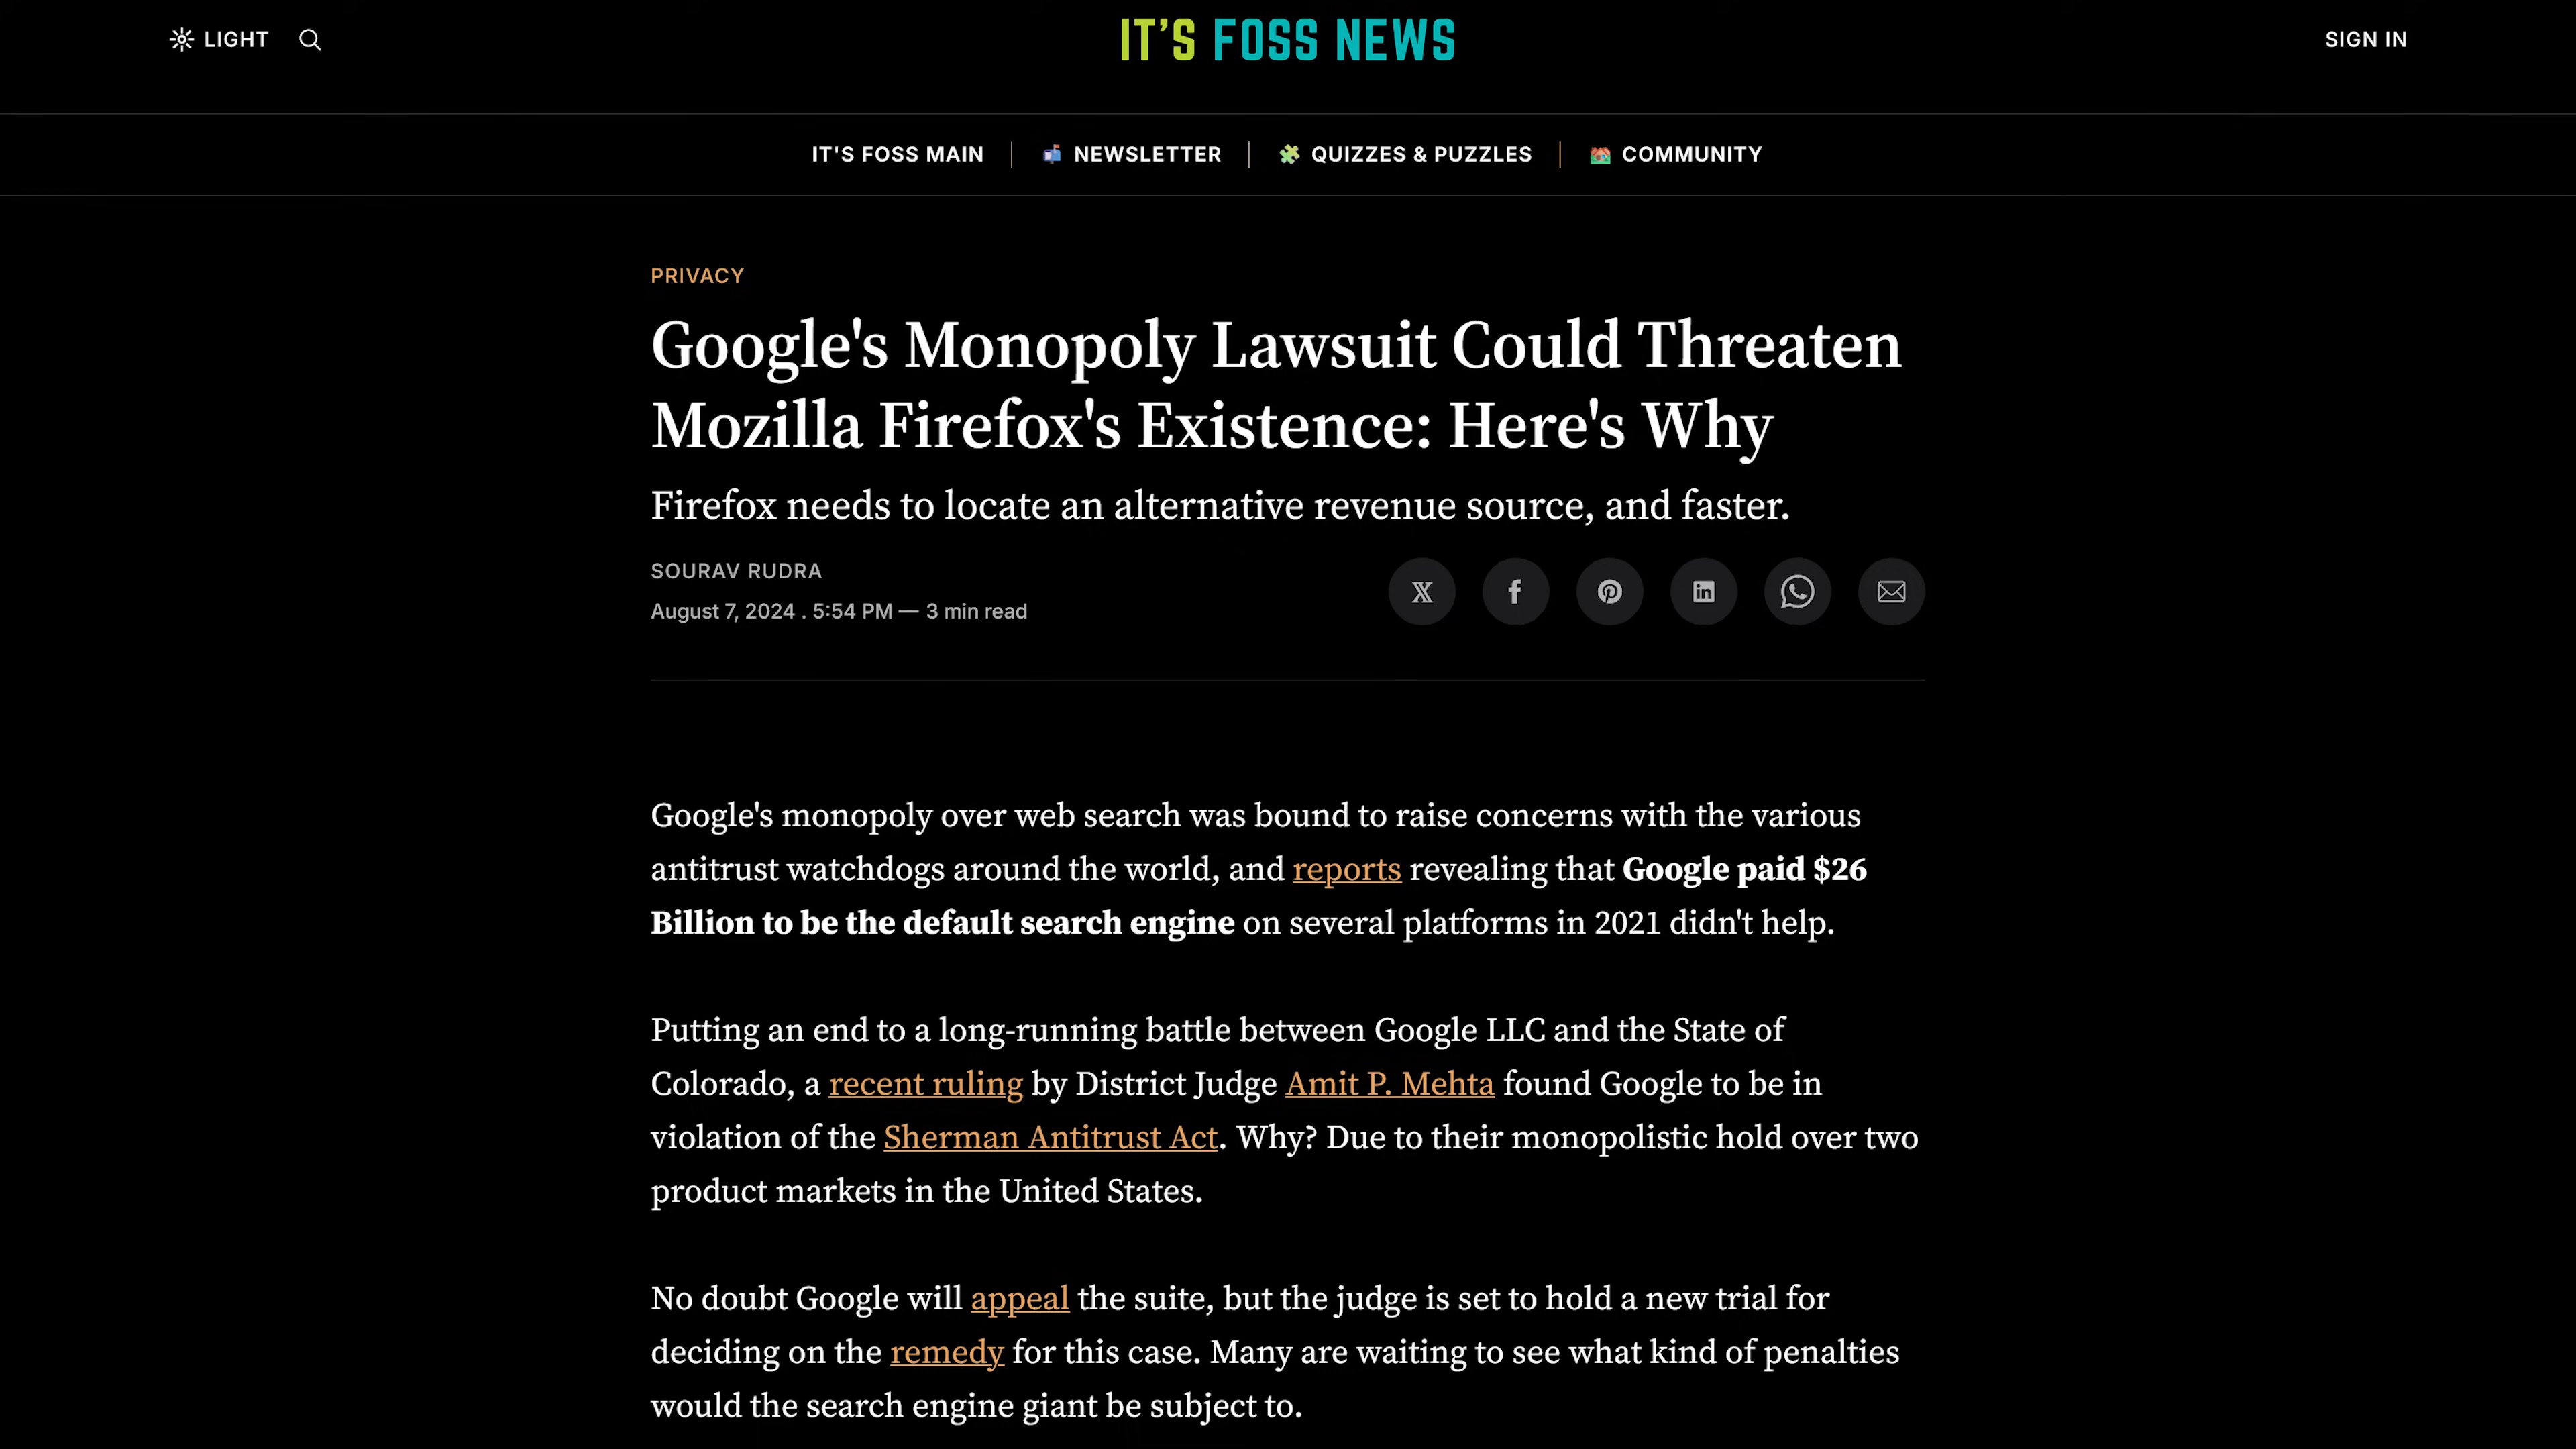 LIGHT
IT'S FOSS NEWS
SIGN IN
IT'S FOSS MAIN
NEWSLETTER
QUIZZES & PUZZLES
COMMUNITY
PRIVACY
Google's Monopoly Lawsuit Could Threaten
Mozilla Firefox's Existence: Here's Why
Firefox needs to locate an alternative revenue source, and faster.
SOURAV RUDRA
August 7, 2024 . 5:54 PM — 3 min read
Google's monopoly over web search was bound to raise concerns with the various
antitrust watchdogs around the world, and reports revealing that Google paid $26
Billion to be the default search engine on several platforms in 2021 didn't help.
Putting an end to a long-running battle between Google LLC and the State of
Colorado, a recent ruling by District Judge Amit P. Mehta found Google to be in
violation of the Sherman Antitrust Act. Why? Due to their monopolistic hold over two
product markets in the United States.
No doubt Google will appeal the suite, but the judge is set to hold a new trial for
deciding on the remedy for this case. Many are waiting to see what kind of penalties
would the search engine giant be subject to.